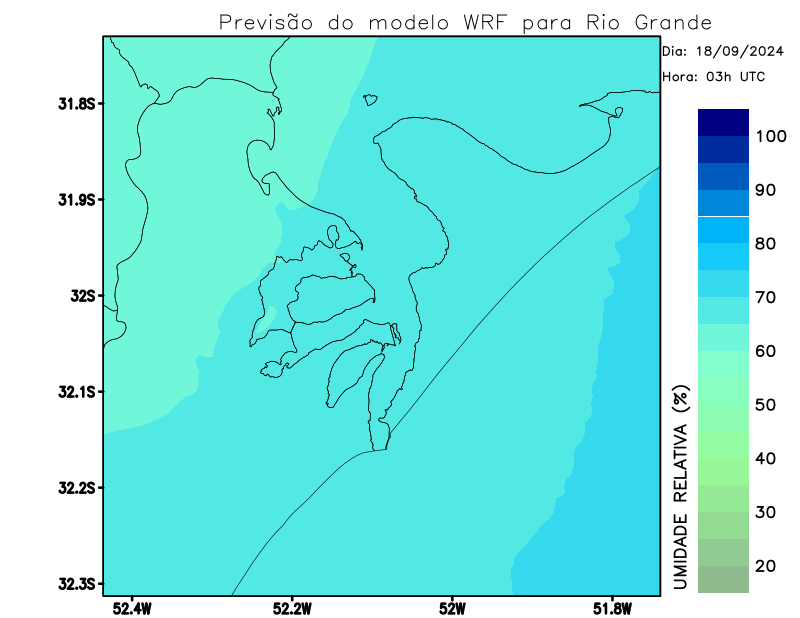 Previsão do modelo WRF para Rio Grande
Dia: 18/09/2024
Hora: 03h UTC
31.8S
31.9S
32S
32.1S
32.2S
32.3S
52.4W
52.2W
52W
51.8W
100
90
80
70
60
50
40
30
20
UMIDADE RELATIVA (%)